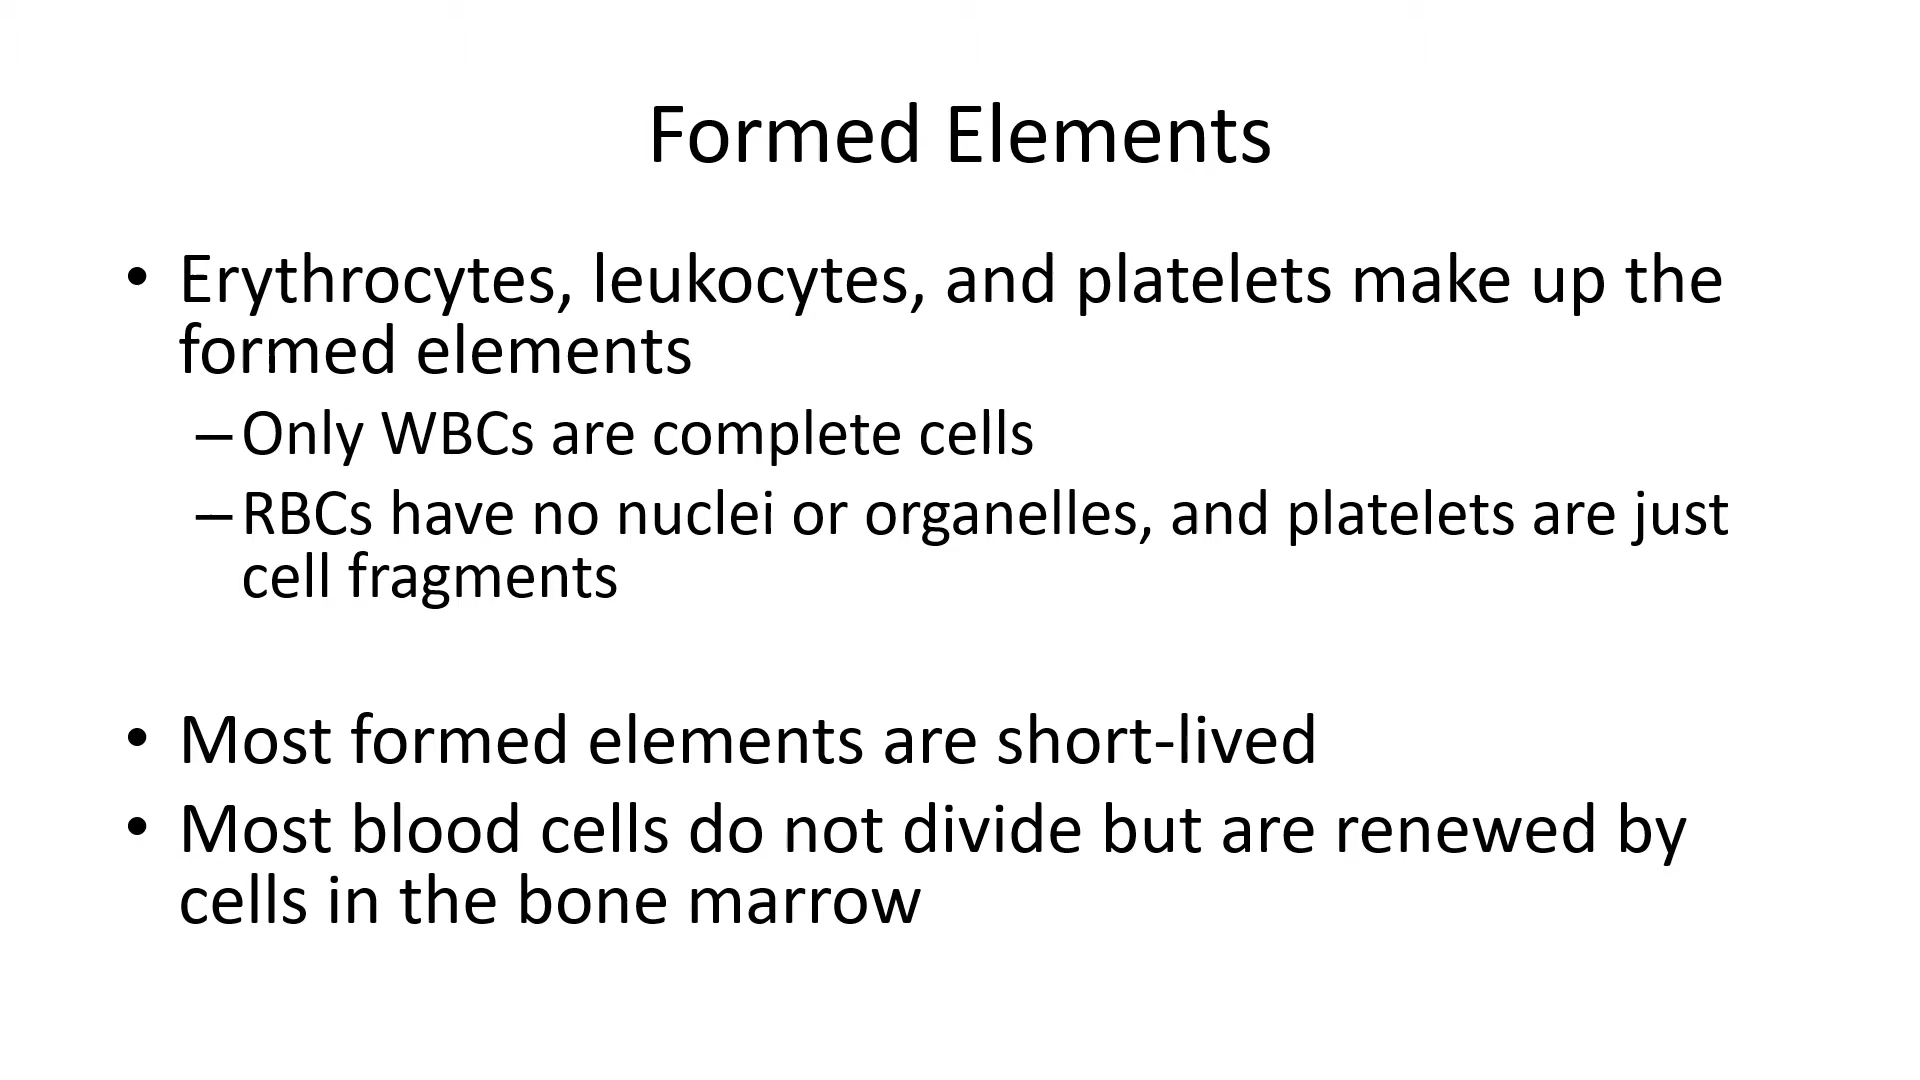 Formed Elements
• Erythrocytes, leukocytes, and platelets make up the
formed elements
– Only WBCs are complete cells
– RBCs have no nuclei or organelles, and platelets are just
cell fragments
• Most formed elements are short-lived
• Most blood cells do not divide but are renewed by
cells in the bone marrow